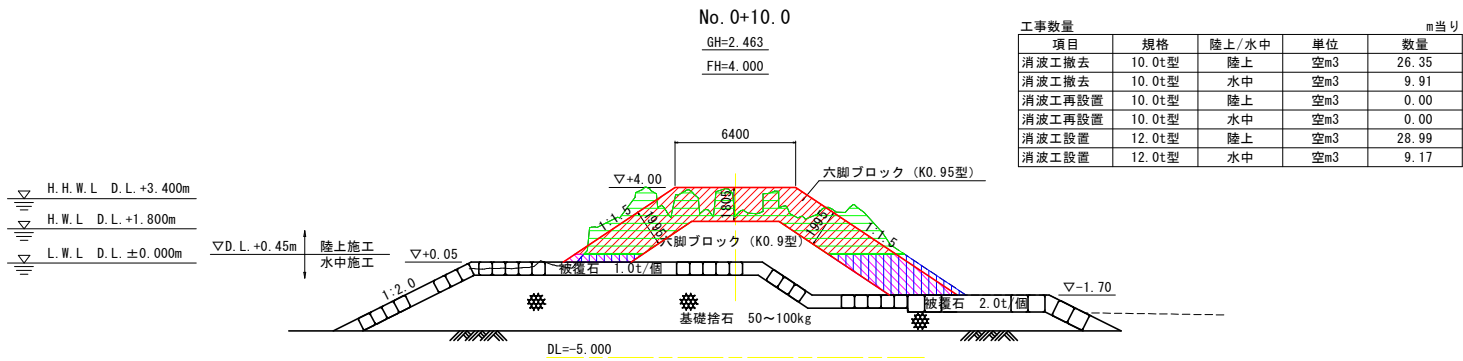 No.0+10.0
GH=2.463
FH=4.000
工事数量 m当り
項目 規格 陸上/水中 単位 数量
消波工撤去 10.0t型 陸上 空m3 26.35
消波工撤去 10.0t型 水中 空m3 9.91
消波工再設置 10.0t型 陸上 空m3 0.00
消波工再設置 10.0t型 水中 空m3 0.00
消波工設置 12.0t型 陸上 空m3 28.99
消波工設置 12.0t型 水中 空m3 9.17
6400
六脚ブロック (K0.95型)
▽+4.00
1805
1:1.5
1995
1995
1:1.5
六脚ブロック (K0.9型)
H.H.W.L D.L.+3.400m
H.W.L D.L.+1.800m
L.W.L D.L.±0.000m
▽D.L.+0.45m
陸上施工
水中施工
▽+0.05
被覆石 1.0t/個
1:2.0
▽-1.70
被覆石 2.0t/個
基礎捨石 50～100kg
DL=-5.000